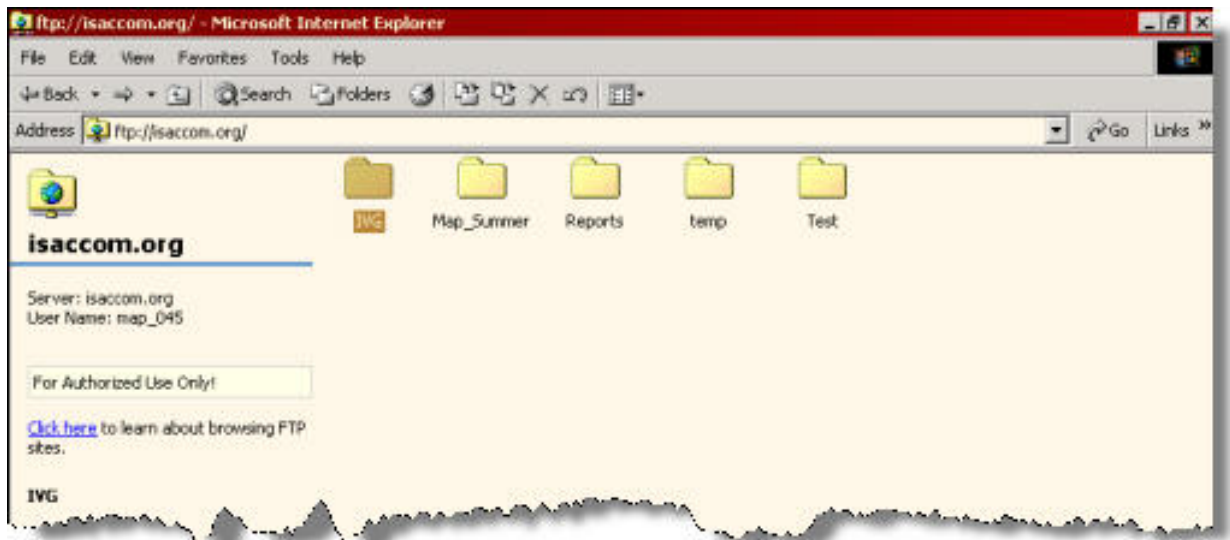 ftp://isaccom.org/ - Microsoft Internet Explorer
File Edit View Favorites Tools Help
Back Search Folders
Address ftp://isaccom.org/ Go Links »
IVG Map_Summer Reports temp Test
isaccom.org
Server: isaccom.org
User Name: map_045
For Authorized Use Only!
Click here to learn about browsing FTP
sites.
IVG